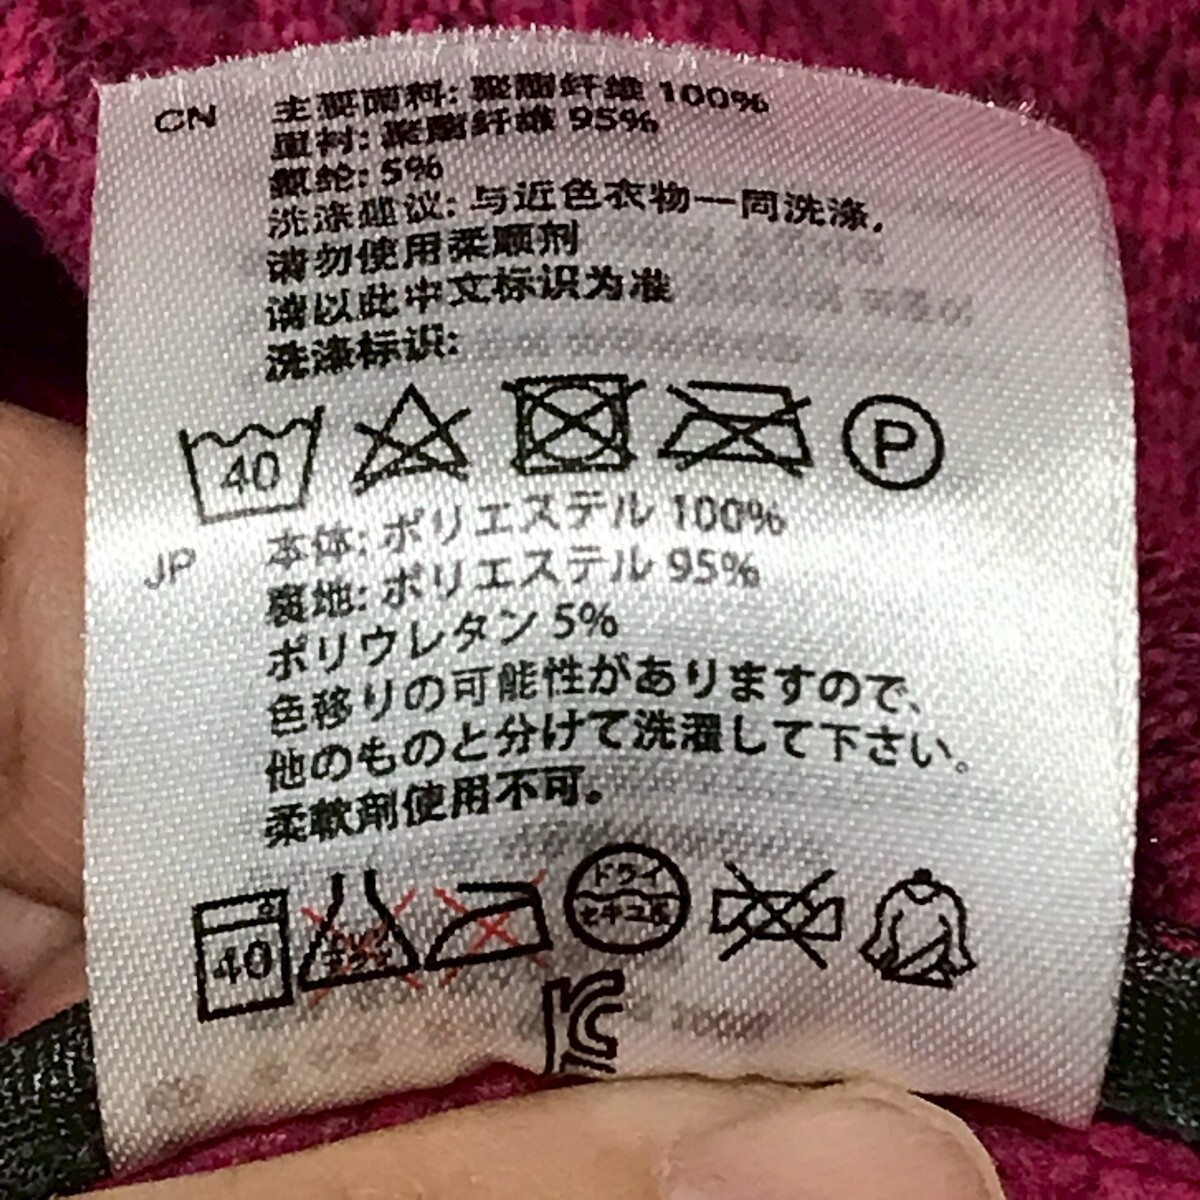 CN 主要面料: 聚酯纤维 100%
里衬: 聚酯纤维 95%
氨纶: 5%
洗涤建议: 与近色衣物一同洗涤,
请勿使用柔顺剂
请以此中文标识为准
洗涤标识:
40 P
JP 本体: ポリエステル 100%
裏地: ポリエステル 95%
ポリウレタン 5%
色移りの可能性がありますので、
他のものと分けて洗濯して下さい。
柔軟剤使用不可。
40 ドライ セキユ系